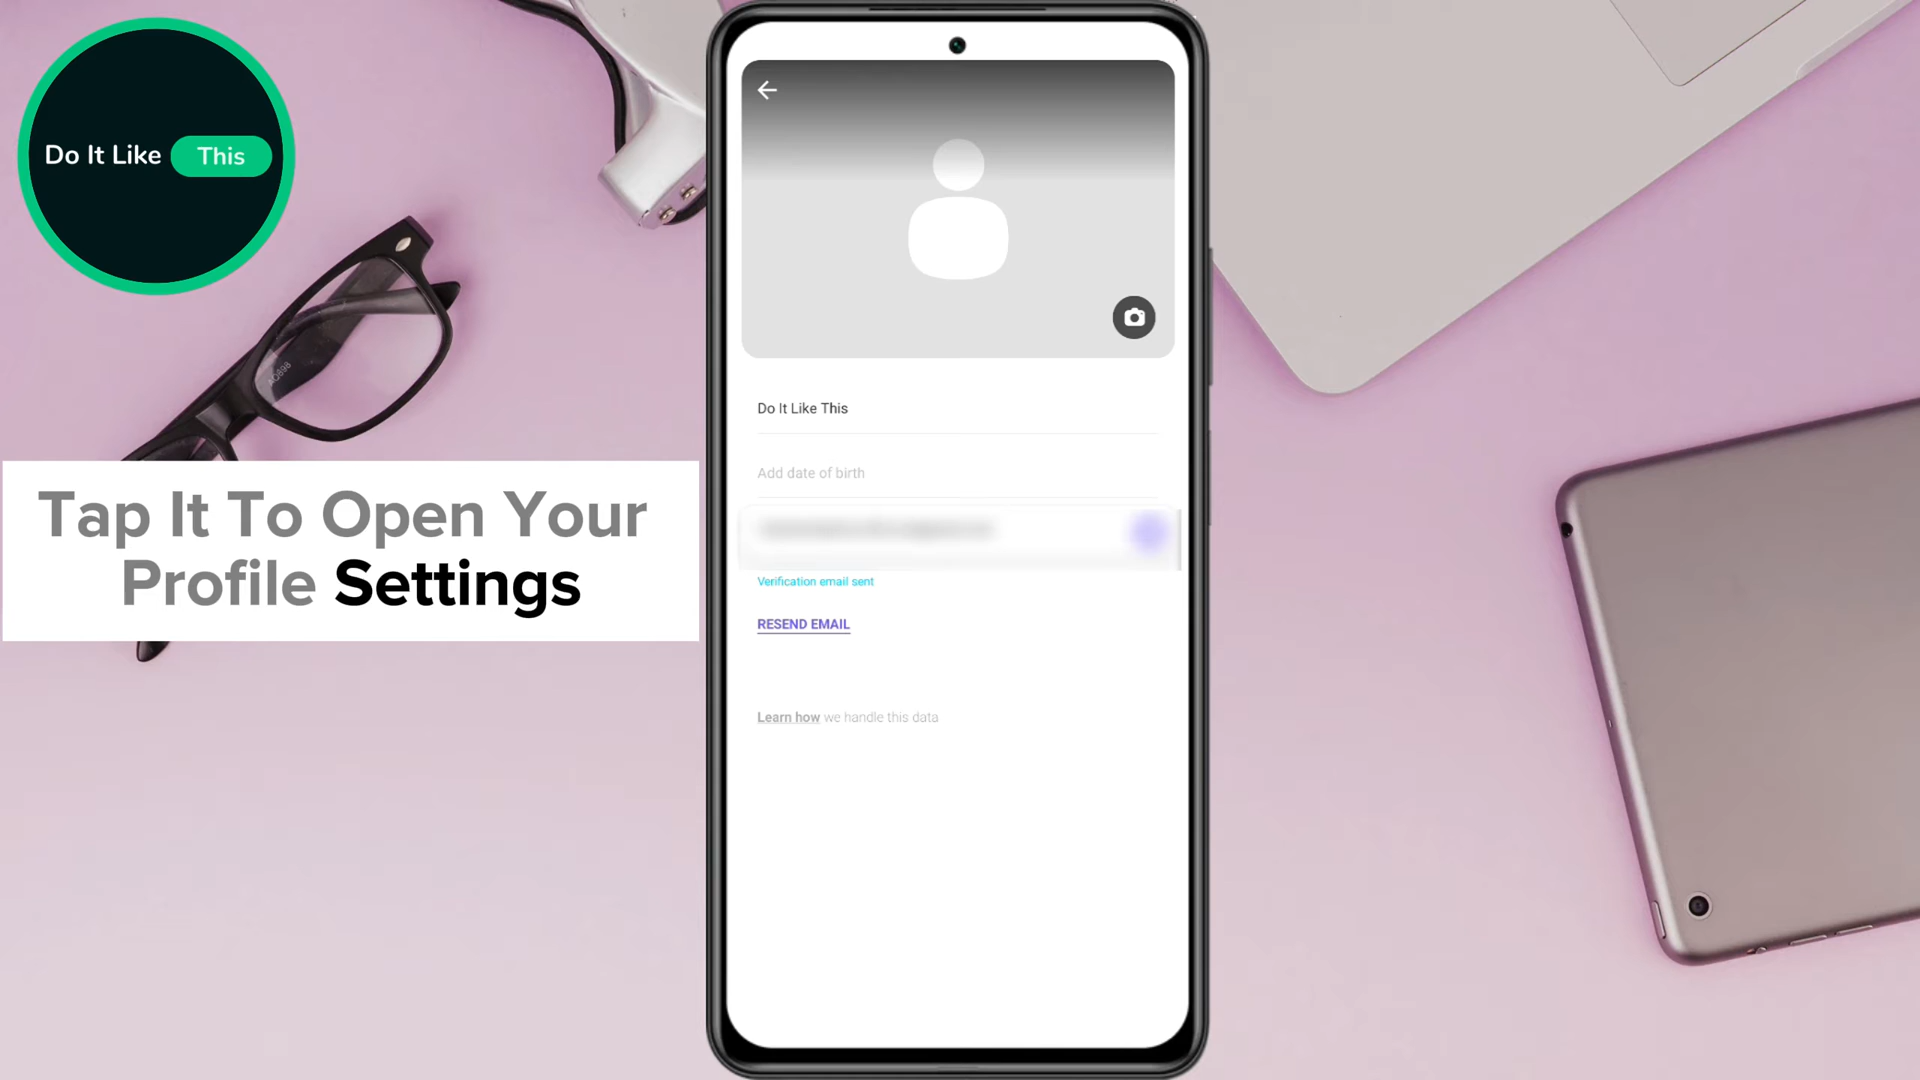 Do It Like This
Tap It To Open Your
Profile Settings
Do It Like This
Add date of birth
Verification email sent
RESEND EMAIL
Learn how we handle this data
AO898